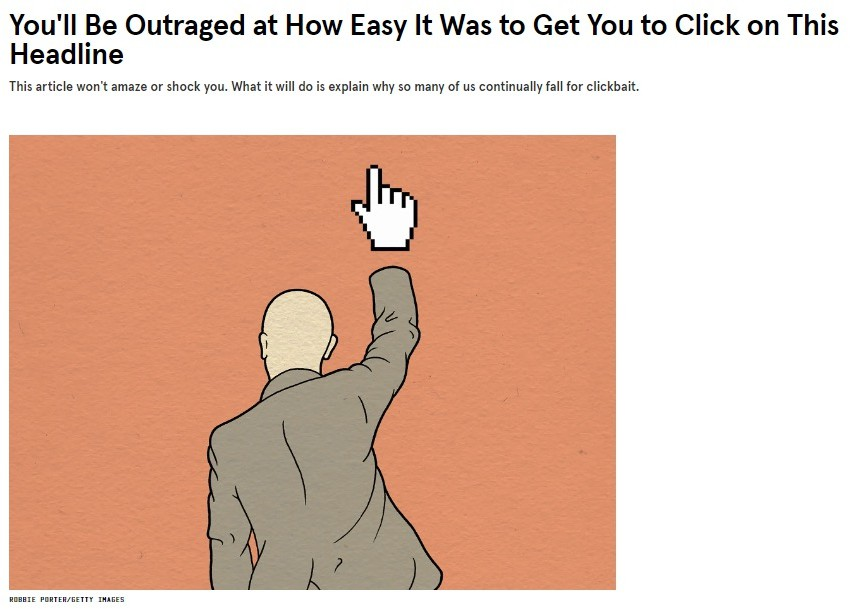 You'll Be Outraged at How Easy It Was to Get You to Click on This
Headline
This article won't amaze or shock you. What it will do is explain why so many of us continually fall for clickbait.
ROBBIE PORTER/GETTY IMAGES